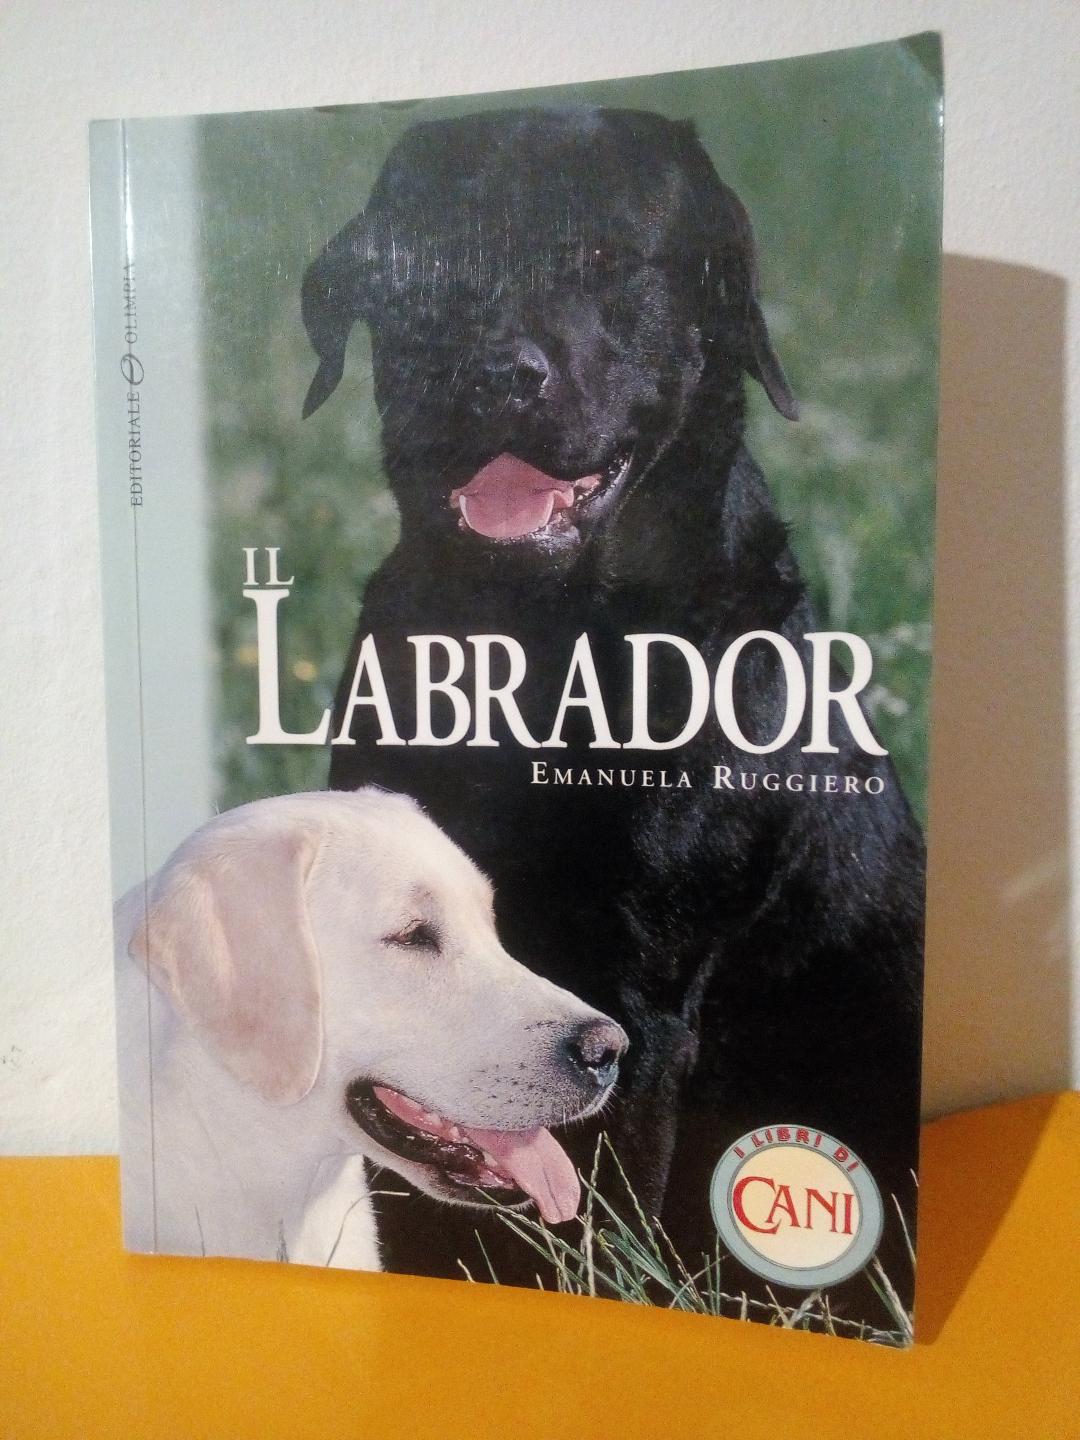 EDITORIALE OLIMPIA
IL
LABRADOR
EMANUELA RUGGIERO
I LIBRI DI
CANI